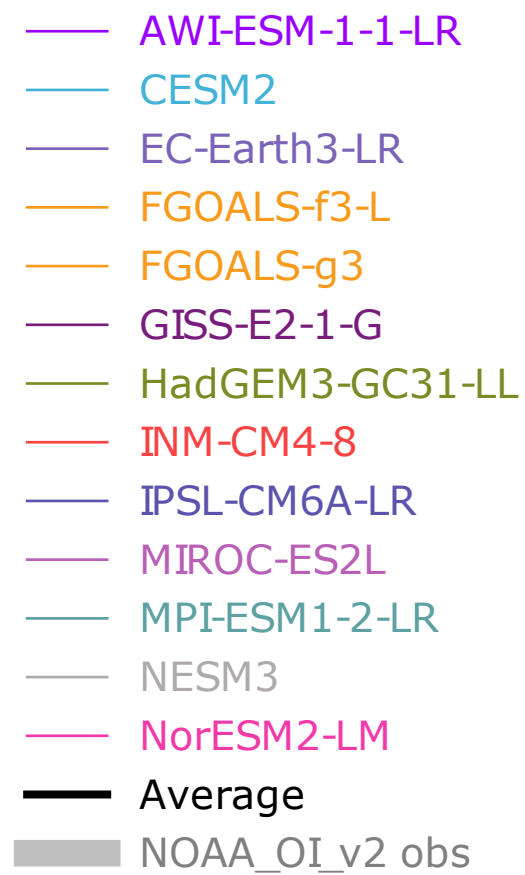 AWI-ESM-1-1-LR
CESM2
EC-Earth3-LR
FGOALS-f3-L
FGOALS-g3
GISS-E2-1-G
HadGEM3-GC31-LL
INM-CM4-8
IPSL-CM6A-LR
MIROC-ES2L
MPI-ESM1-2-LR
NESM3
NorESM2-LM
Average
NOAA_OI_v2 obs